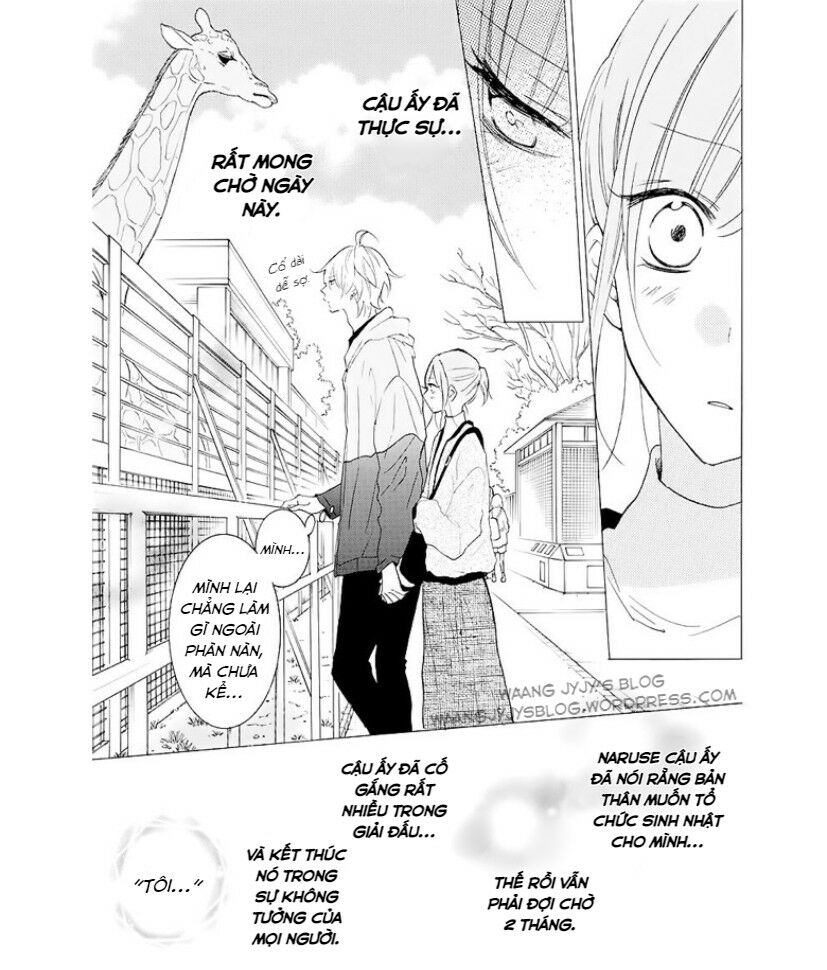 CẬU ẤY ĐÃ
THỰC SỰ...
RẤT MONG
CHỜ NGÀY
NÀY.
Cổ dài
dễ sợ.
MÌNH...
MÌNH LẠI
CHẲNG LÀM
GÌ NGOÀI
PHÀN NÀN,
MÀ CHƯA
KỂ...
WAANG JYJY'S BLOG
WAANGJYJYSBLOG.WORDPRESS.COM
NARUSE CẬU ẤY
ĐÃ NÓI RẰNG BẢN
THÂN MUỐN TỔ
CHỨC SINH NHẬT
CHO MÌNH...
THẾ RỒI VẪN
PHẢI ĐỢI CHỜ
2 THÁNG.
CẬU ẤY ĐÃ CỐ
GẮNG RẤT
NHIỀU TRONG
GIẢI ĐẤU...
VÀ KẾT THÚC
NÓ TRONG
SỰ KHÔNG
TƯỞNG CỦA
MỌI NGƯỜI.
"TÔI..."